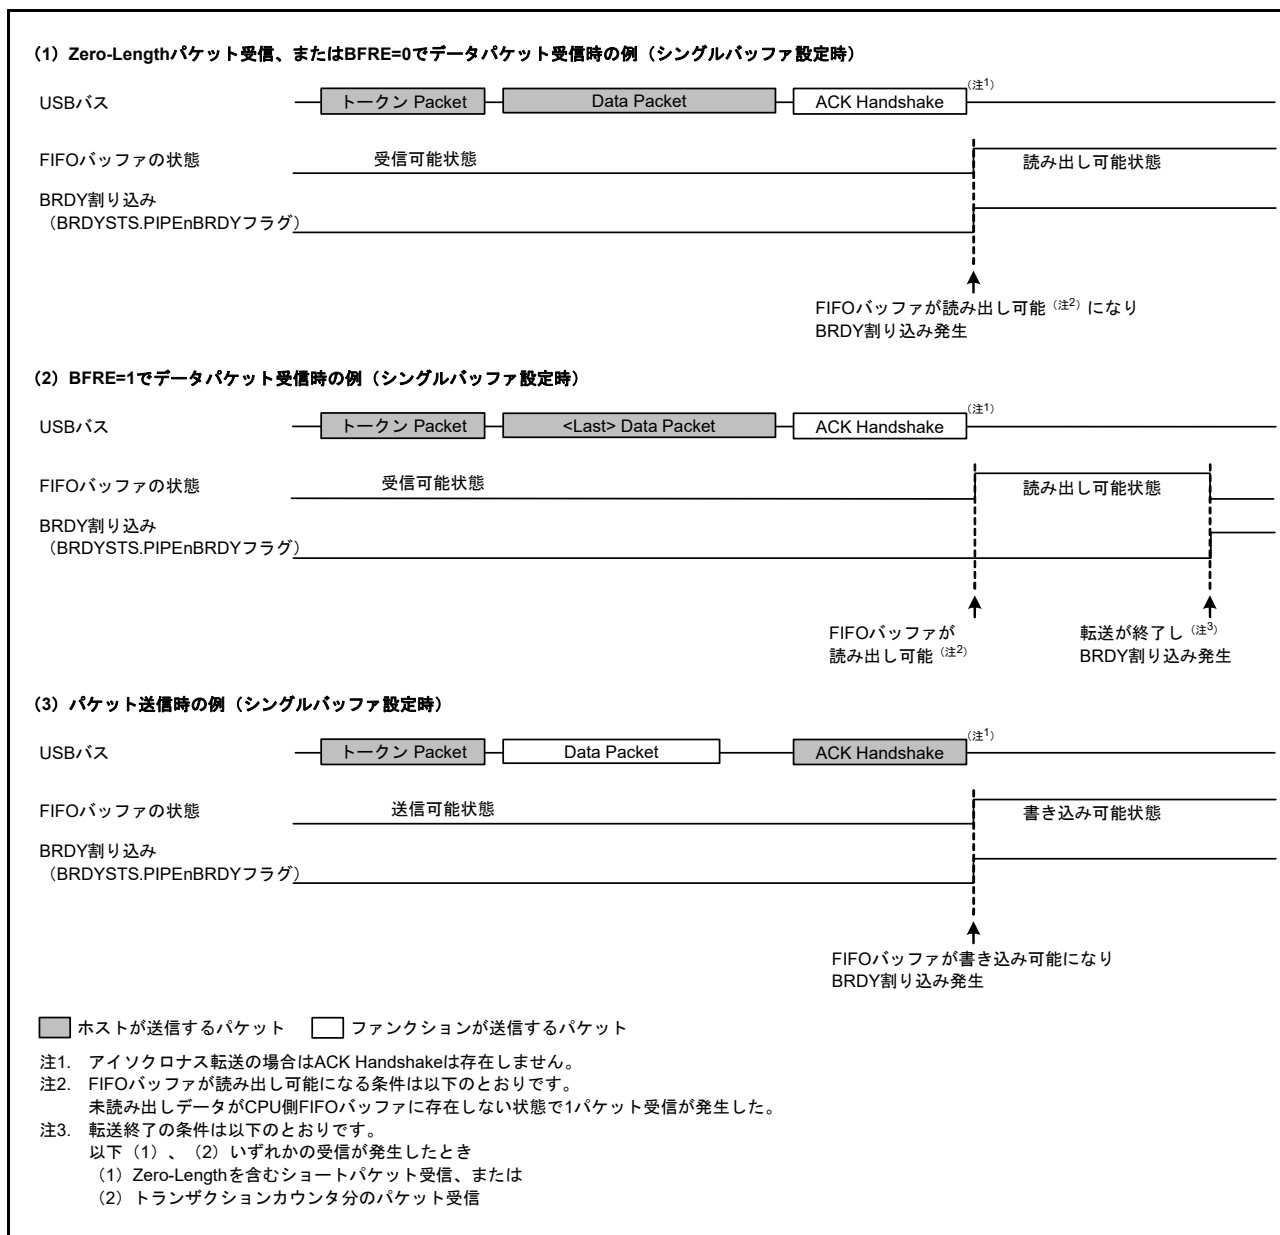 （1）Zero-Lengthパケット受信、またはBFRE=0でデータパケット受信時の例（シングルバッファ設定時）
USBバス トークン Packet Data Packet ACK Handshake （注1）
FIFOバッファの状態 受信可能状態 読み出し可能状態
BRDY割り込み
（BRDYSTS.PIPEnBRDYフラグ）
FIFOバッファが読み出し可能（注2）になり
BRDY割り込み発生
（2）BFRE=1でデータパケット受信時の例（シングルバッファ設定時）
USBバス トークン Packet <Last> Data Packet ACK Handshake （注1）
FIFOバッファの状態 受信可能状態 読み出し可能状態
BRDY割り込み
（BRDYSTS.PIPEnBRDYフラグ）
FIFOバッファが 転送が終了し（注3）
読み出し可能（注2） BRDY割り込み発生
（3）パケット送信時の例（シングルバッファ設定時）
USBバス トークン Packet Data Packet ACK Handshake （注1）
FIFOバッファの状態 送信可能状態 書き込み可能状態
BRDY割り込み
（BRDYSTS.PIPEnBRDYフラグ）
FIFOバッファが書き込み可能になり
BRDY割り込み発生
ホストが送信するパケット ファンクションが送信するパケット
注1. アイソクロナス転送の場合はACK Handshakeは存在しません。
注2. FIFOバッファが読み出し可能になる条件は以下のとおりです。
未読み出しデータがCPU側FIFOバッファに存在しない状態で1パケット受信が発生した。
注3. 転送終了の条件は以下のとおりです。
以下（1）、（2）いずれかの受信が発生したとき
（1）Zero-Lengthを含むショートパケット受信、または
（2）トランザクションカウンタ分のパケット受信